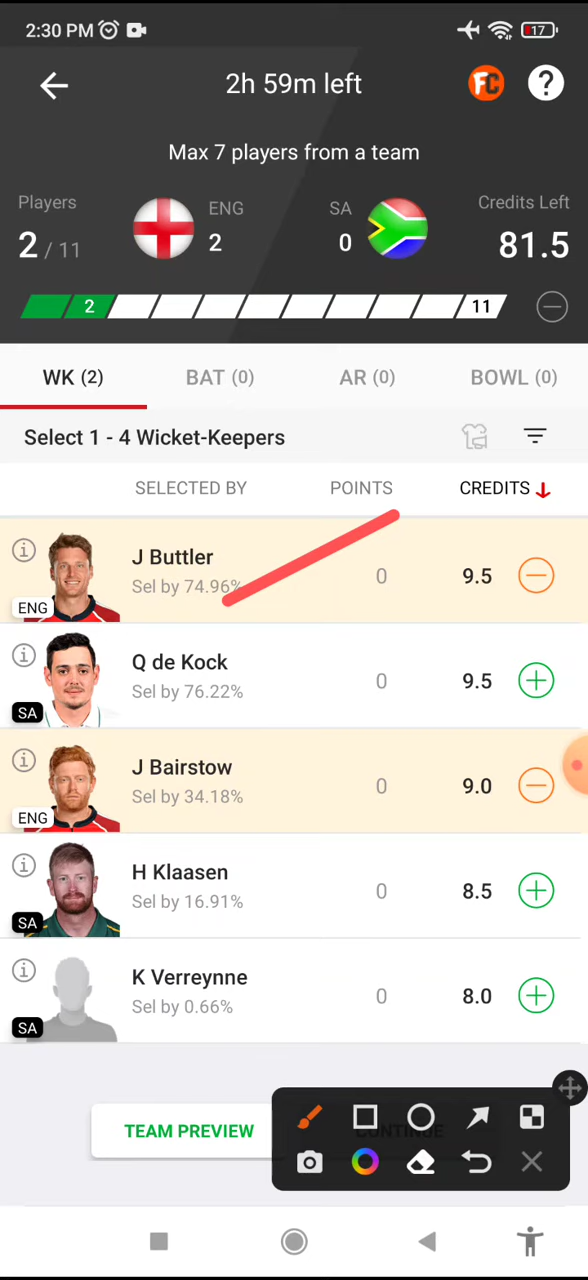 2:30 PM 17
2h 59m left FC ?
Max 7 players from a team
Players ENG SA Credits Left
2 / 11 2 0 81.5
2 11
WK (2) BAT (0) AR (0) BOWL (0)
Select 1 - 4 Wicket-Keepers
SELECTED BY POINTS CREDITS
J Buttler
Sel by 74.96% 0 9.5
ENG
Q de Kock
Sel by 76.22% 0 9.5
SA
J Bairstow
Sel by 34.18% 0 9.0
ENG
H Klaasen
Sel by 16.91% 0 8.5
SA
K Verreynne
Sel by 0.66% 0 8.0
SA
TEAM PREVIEW CONTINUE